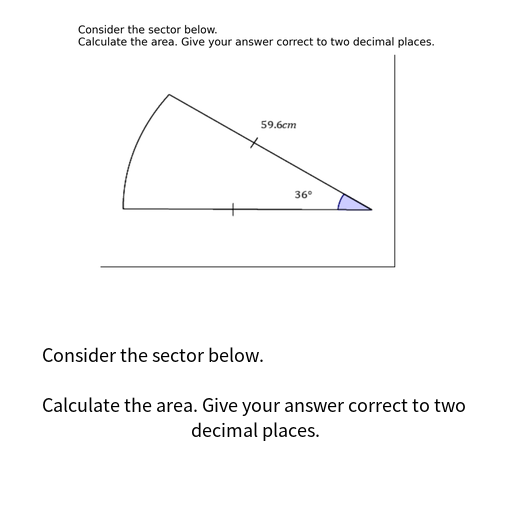 Consider the sector below.
Calculate the area. Give your answer correct to two decimal places.
59.6cm
36°
Consider the sector below.
Calculate the area. Give your answer correct to two
decimal places.